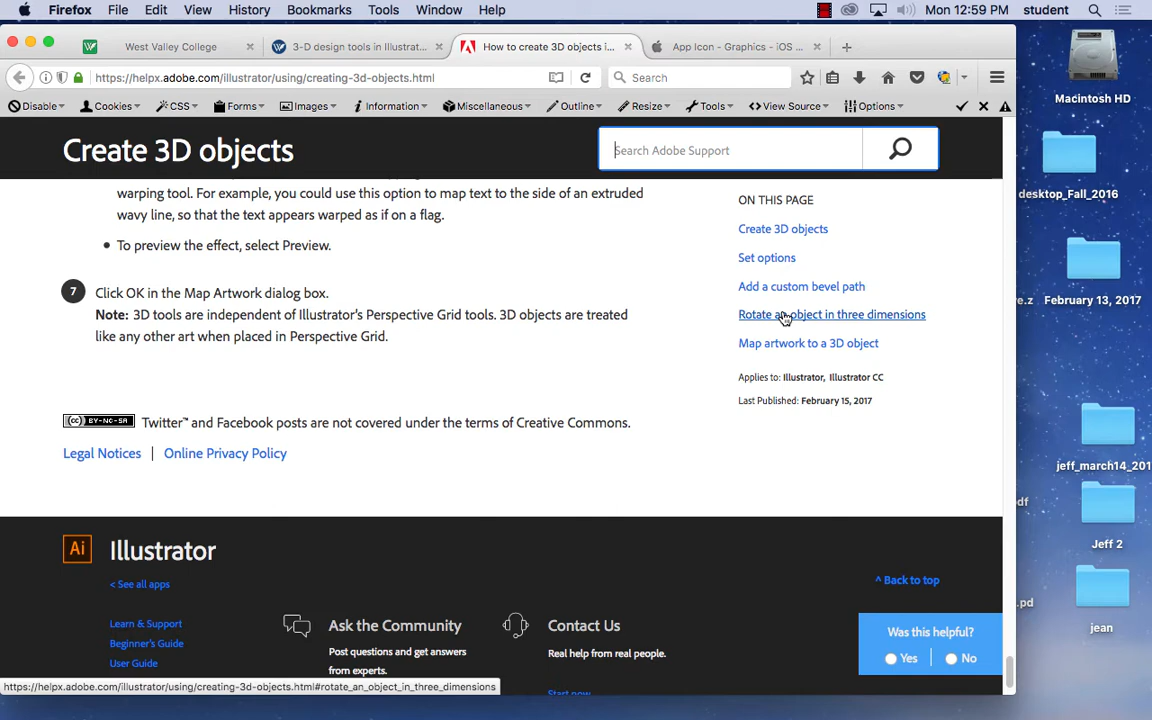 Firefox File Edit View History Bookmarks Tools Window Help Mon 12:59 PM student
West Valley College 3-D design tools in Illustrat... How to create 3D objects i... App Icon - Graphics - iOS ...
https://helpx.adobe.com/illustrator/using/creating-3d-objects.html Search
Disable Cookies CSS Forms Images Information Miscellaneous Outline Resize Tools View Source Options
Macintosh HD
desktop_Fall_2016
February 13, 2017
jeff_march14_201
Jeff 2
jean
Create 3D objects
Search Adobe Support
warping tool. For example, you could use this option to map text to the side of an extruded
wavy line, so that the text appears warped as if on a flag.
To preview the effect, select Preview.
7 Click OK in the Map Artwork dialog box.
Note: 3D tools are independent of Illustrator's Perspective Grid tools. 3D objects are treated
like any other art when placed in Perspective Grid.
ON THIS PAGE
Create 3D objects
Set options
Add a custom bevel path
Rotate an object in three dimensions
Map artwork to a 3D object
Applies to: Illustrator, Illustrator CC
Last Published: February 15, 2017
(cc) BY-NC-SA Twitter™ and Facebook posts are not covered under the terms of Creative Commons.
Legal Notices | Online Privacy Policy
Ai Illustrator
< See all apps
^ Back to top
Learn & Support
Beginner's Guide
User Guide
Ask the Community
Post questions and get answers
from experts.
Contact Us
Real help from real people.
Start now
Was this helpful?
Yes No
https://helpx.adobe.com/illustrator/using/creating-3d-objects.html#rotate_an_object_in_three_dimensions